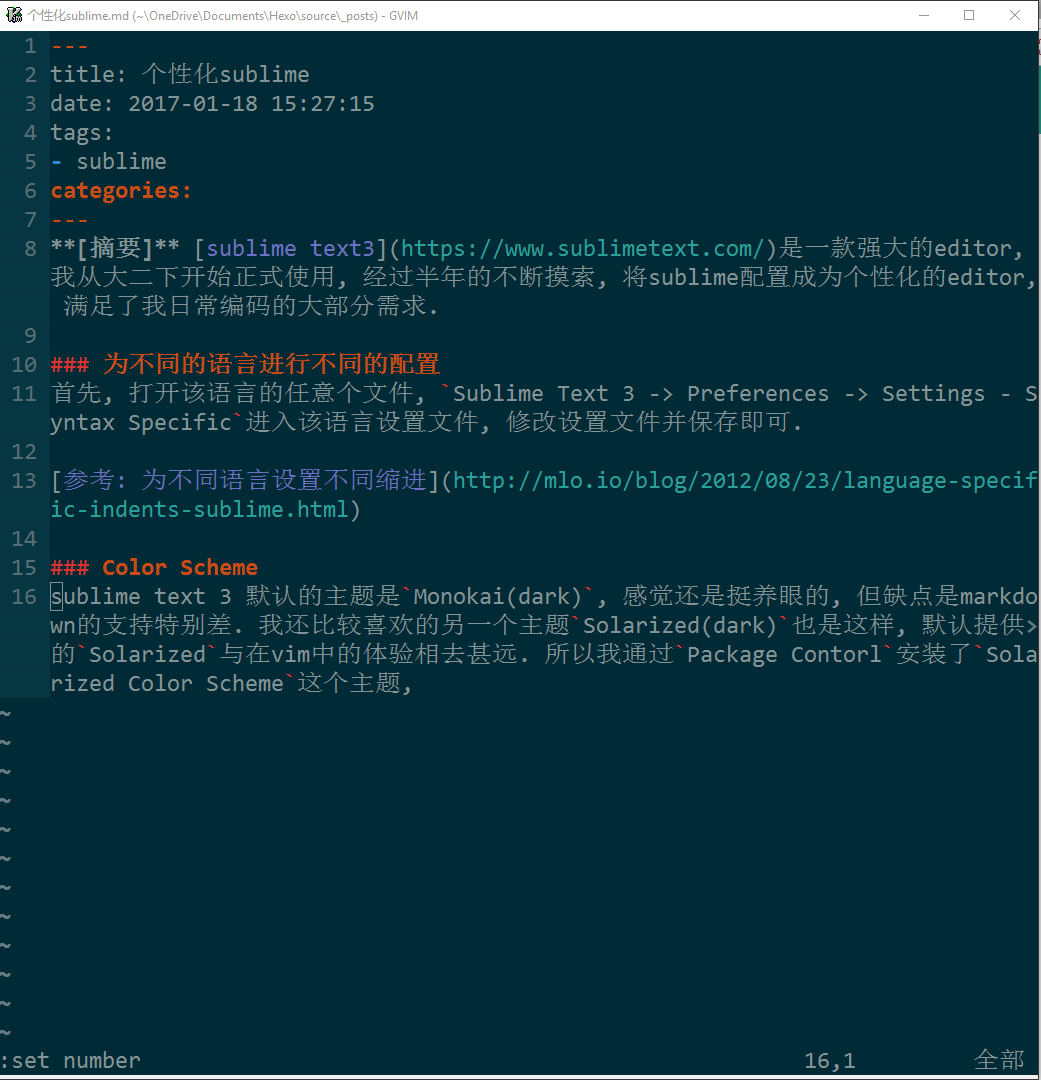 个性化sublime.md (~\OneDrive\Documents\Hexo\source\_posts) - GVIM
1 ---
2 title: 个性化sublime
3 date: 2017-01-18 15:27:15
4 tags:
5 - sublime
6 categories:
7 ---
8 **[摘要]** [sublime text3](https://www.sublimetext.com/)是一款强大的editor,
我从大二下开始正式使用, 经过半年的不断摸索, 将sublime配置成为个性化的editor,
满足了我日常编码的大部分需求.
9
10 ### 为不同的语言进行不同的配置
11 首先, 打开该语言的任意个文件, `Sublime Text 3 -> Preferences -> Settings - S
yntax Specific`进入该语言设置文件, 修改设置文件并保存即可.
12
13 [参考: 为不同语言设置不同缩进](http://mlo.io/blog/2012/08/23/language-specif
ic-indents-sublime.html)
14
15 ### Color Scheme
16 sublime text 3 默认的主题是`Monokai(dark)`, 感觉还是挺养眼的, 但缺点是markdo
wn的支持特别差. 我还比较喜欢的另一个主题`Solarized(dark)`也是这样, 默认提供>
的`Solarized`与在vim中的体验相去甚远. 所以我通过`Package Contorl`安装了`Sola
rized Color Scheme`这个主题,
~
~
~
~
~
~
~
~
~
~
~
~
:set number 16,1 全部